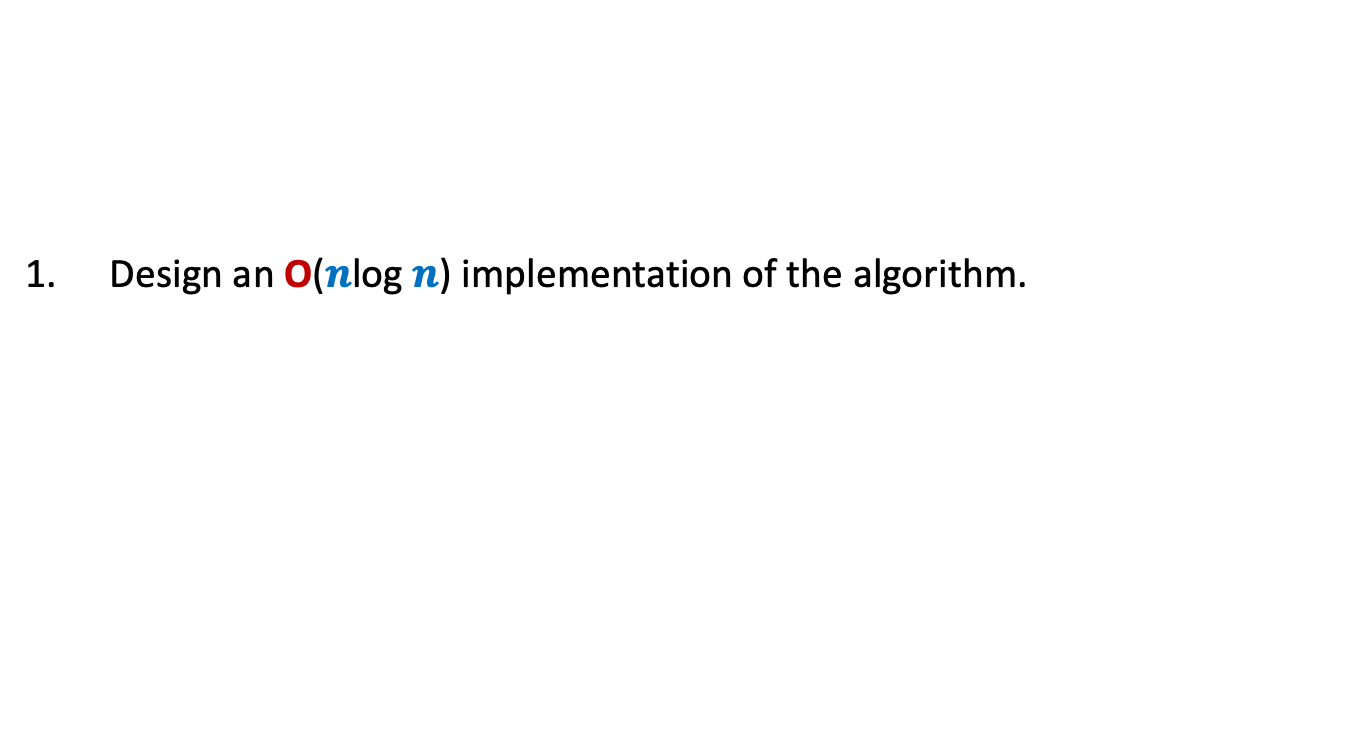 1. Design an O(nlog n) implementation of the algorithm.